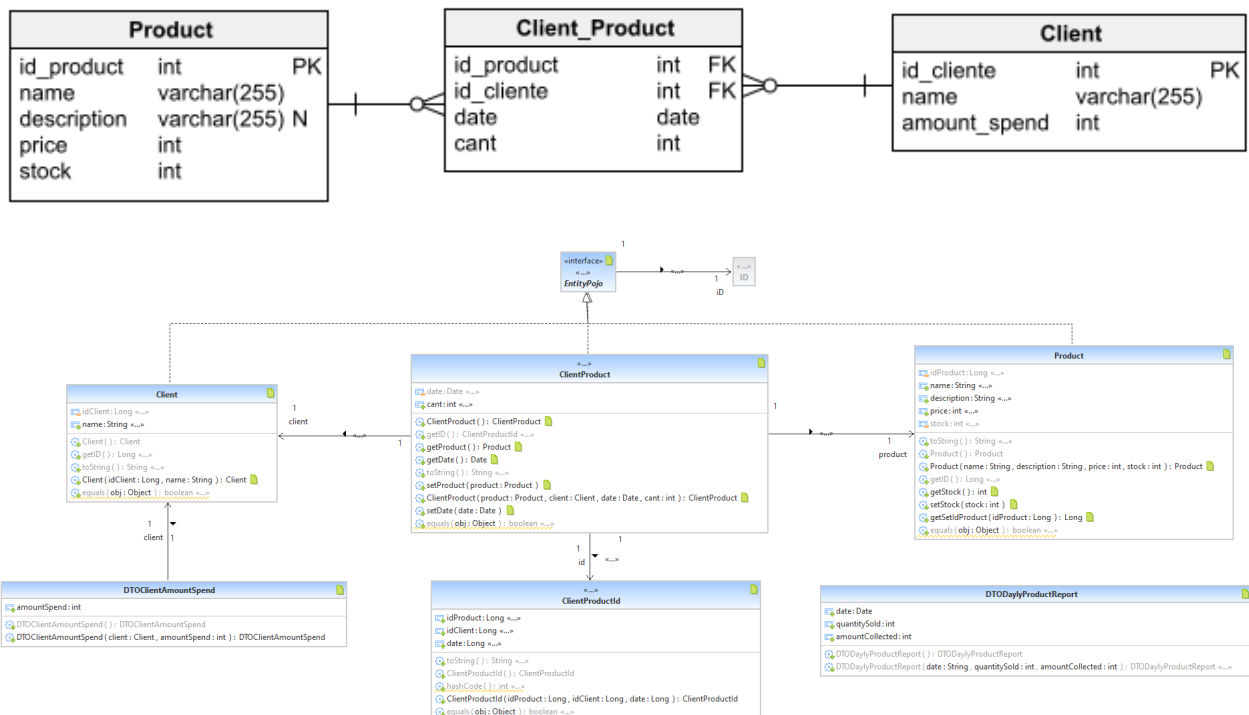 Product
id_product int PK
name varchar(255)
description varchar(255) N
price int
stock int
Client_Product
id_product int FK
id_cliente int FK
date date
cant int
Client
id_cliente int PK
name varchar(255)
amount_spend int
1
«interface»
«...»
EntityPojo
«...»
1
iD
«...»
ID
Client
idClient : Long «...»
name : String «...»
Client ( ) : Client
getID ( ) : Long «...»
toString ( ) : String «...»
Client (idClient : Long , name : String ) : Client
equals ( obj : Object ) : boolean «...»
1
client
«...»
1
«...»
ClientProduct
date : Date «...»
cant : int «...»
ClientProduct ( ) : ClientProduct
getID ( ) : ClientProductId «...»
getProduct ( ) : Product
getDate ( ) : Date
toString ( ) : String «...»
setProduct (product : Product )
ClientProduct (product : Product , client : Client , date : Date , cant : int ) : ClientProduct
setDate (date : Date )
equals ( obj : Object ) : boolean «...»
1
«...»
1
product
Product
idProduct : Long «...»
name : String «...»
description : String «...»
price : int «...»
stock : int «...»
toString ( ) : String «...»
Product ( ) : Product
Product (name : String , description : String , price : int , stock : int ) : Product
getID ( ) : Long «...»
getStock ( ) : int
setStock (stock : int )
getSetIdProduct (idProduct : Long ) : Long
equals ( obj : Object ) : boolean «...»
1
client 1
DTOClientAmountSpend
amountSpend : int
DTOClientAmountSpend ( ) : DTOClientAmountSpend
DTOClientAmountSpend ( client : Client , amountSpend : int ) : DTOClientAmountSpend
1
1
id
«...»
«...»
ClientProductId
idProduct : Long «...»
idClient : Long «...»
date : Long «...»
toString ( ) : String «...»
ClientProductId ( ) : ClientProductId
hashCode ( ) : int «...»
ClientProductId (idProduct : Long , idClient : Long , date : Long ) : ClientProductId
equals ( obj : Object ) : boolean «...»
DTODaylyProductReport
date : Date
quantitySold : int
amountCollected : int
DTODaylyProductReport ( ) : DTODaylyProductReport
DTODaylyProductReport ( date : String , quantitySold : int , amountCollected : int ) : DTODaylyProductReport «...»